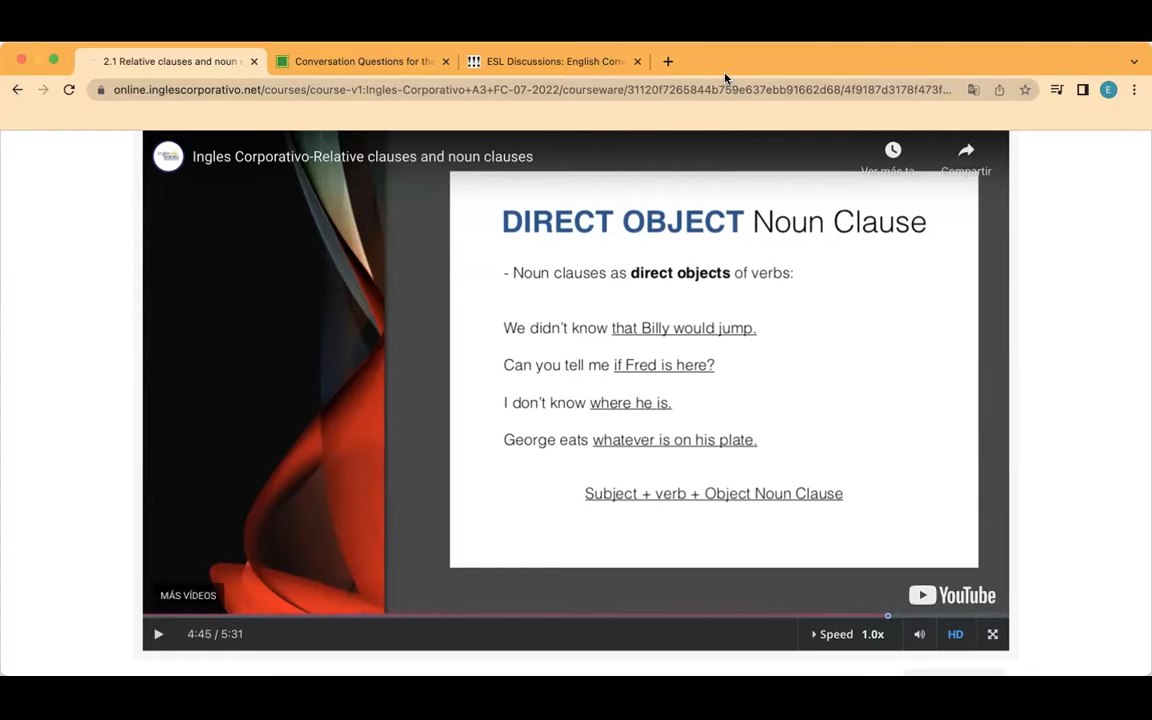 2.1 Relative clauses and noun
Conversation Questions for the
ESL Discussions: English Conv
online.inglescorporativo.net/courses/course-v1:Ingles-Corporativo+A3+FC-07-2022/courseware/31120f7265844b759e637ebb91662d68/4f9187d3178f473f...
E
Ingles Corporativo-Relative clauses and noun clauses
Ver más ta
Compartir
DIRECT OBJECT Noun Clause
- Noun clauses as direct objects of verbs:
We didn't know that Billy would jump.
Can you tell me if Fred is here?
I don't know where he is.
George eats whatever is on his plate.
Subject + verb + Object Noun Clause
MÁS VÍDEOS
YouTube
4:45 / 5:31
Speed 1.0x
HD